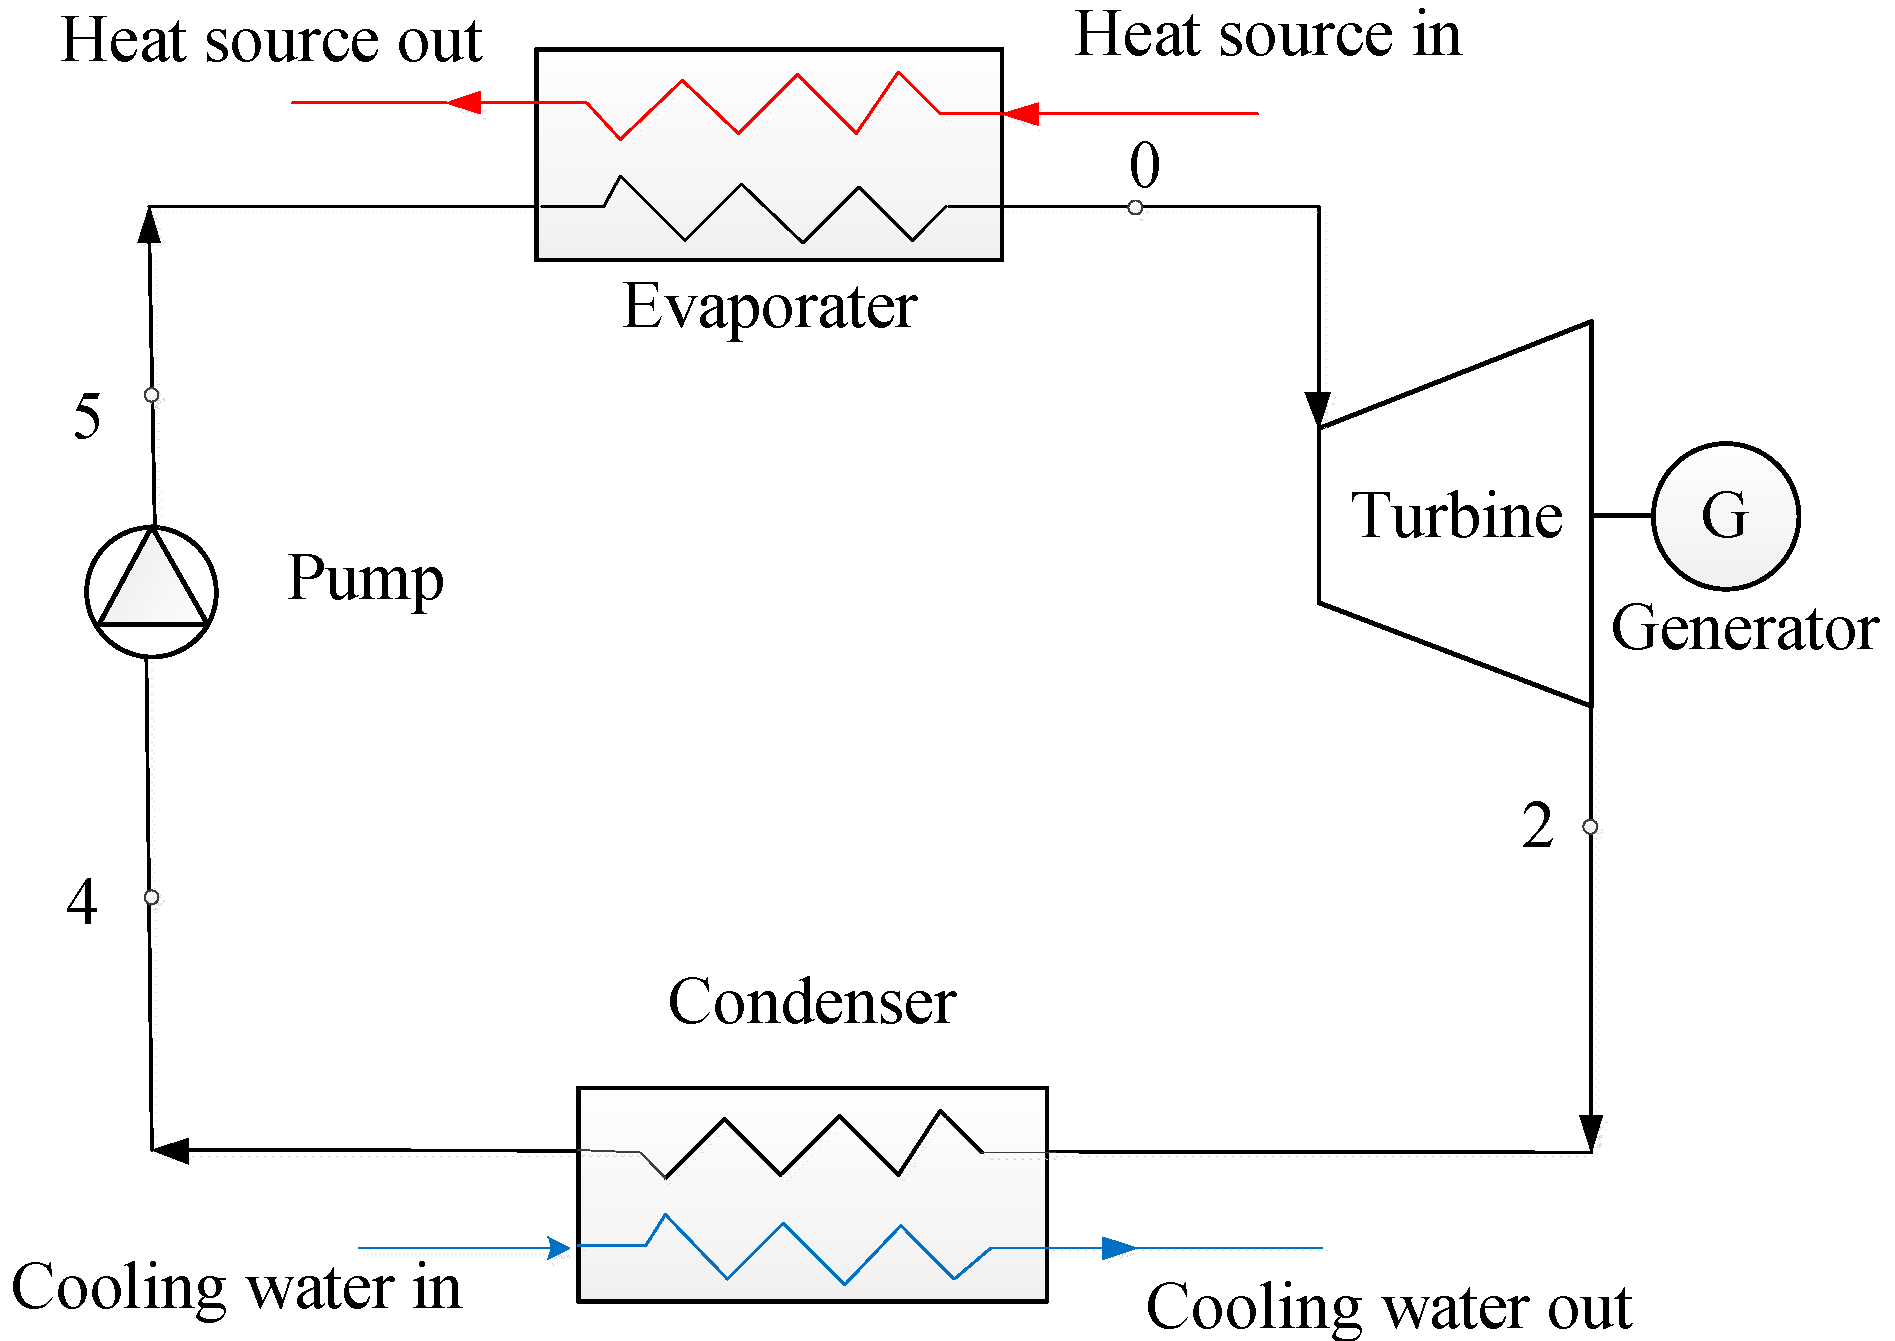 Heat source out
Heat source in
0
Evaporater
5
Pump
Turbine
G
Generator
2
4
Condenser
Cooling water in
Cooling water out